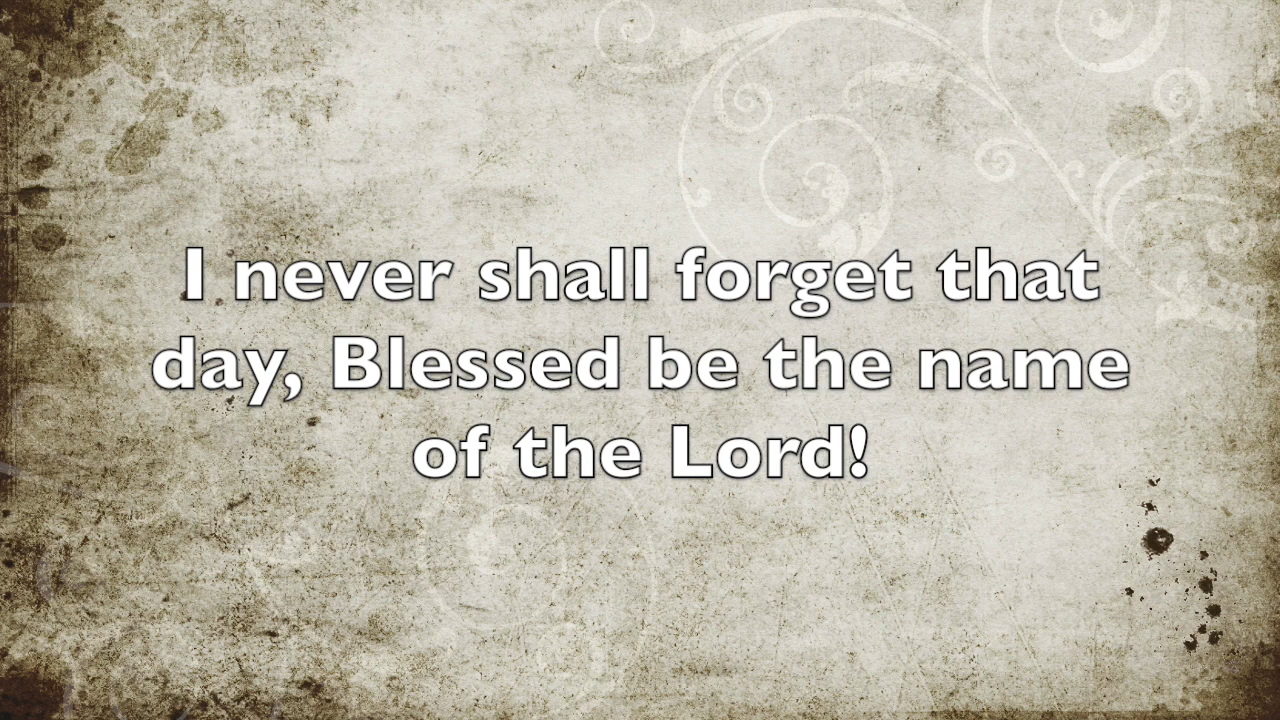 I never shall forget that
day, Blessed be the name
of the Lord!